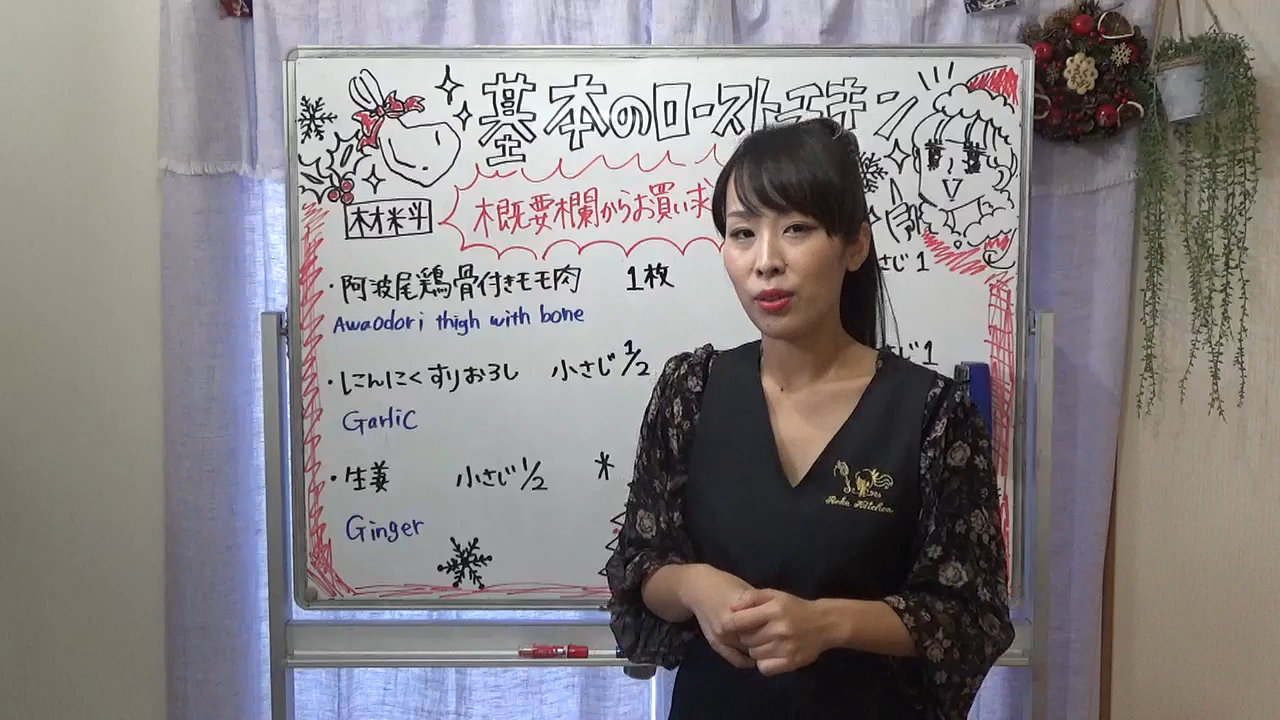 基本のローストチキン
材料
概要欄からお買い求
・阿波尾鶏骨付きモモ肉 1枚
さじ1
Awaodori thigh with bone
・にんにくすりおろし 小さじ1/2
じ1
Garlic
・生姜 小さじ1/2 *
Ginger
Roka Kitchen